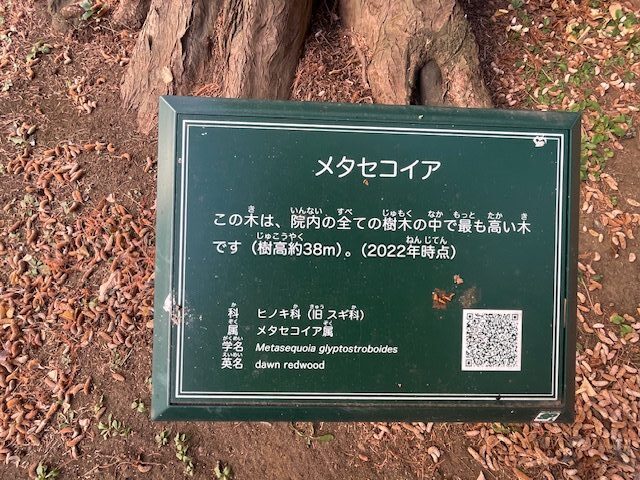 メタセコイア
この木は、院内の全ての樹木の中で最も高い木
です（樹高約38m）。（2022年時点）
科 ヒノキ科（旧 スギ科）
属 メタセコイア属
学名 Metasequoia glyptostroboides
英名 dawn redwood